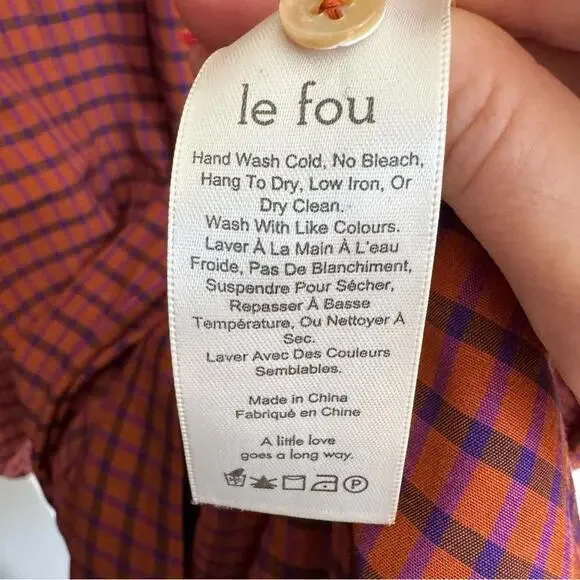 le fou
Hand Wash Cold, No Bleach,
Hang To Dry, Low Iron, Or
Dry Clean.
Wash With Like Colours.
Laver À La Main À L'eau
Froide, Pas De Blanchiment,
Suspendre Pour Sécher,
Repasser À Basse
Température, Ou Nettoyer À
Sec.
Laver Avec Des Couleurs
Semblables.
Made in China
Fabriqué en Chine
A little love
goes a long way.
P